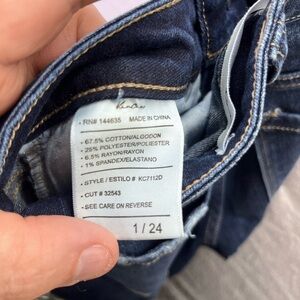 KanCan
- RN# 144635
MADE IN CHINA
- 67.5% COTTON/ALGODON
- 25% POLYESTER/POLIESTER
- 6.5% RAYON/RAYON
- 1% SPANDEX/ELASTANO
- STYLE / ESTILO # KC7112D
- CUT # 32543
- SEE CARE ON REVERSE
1 / 24